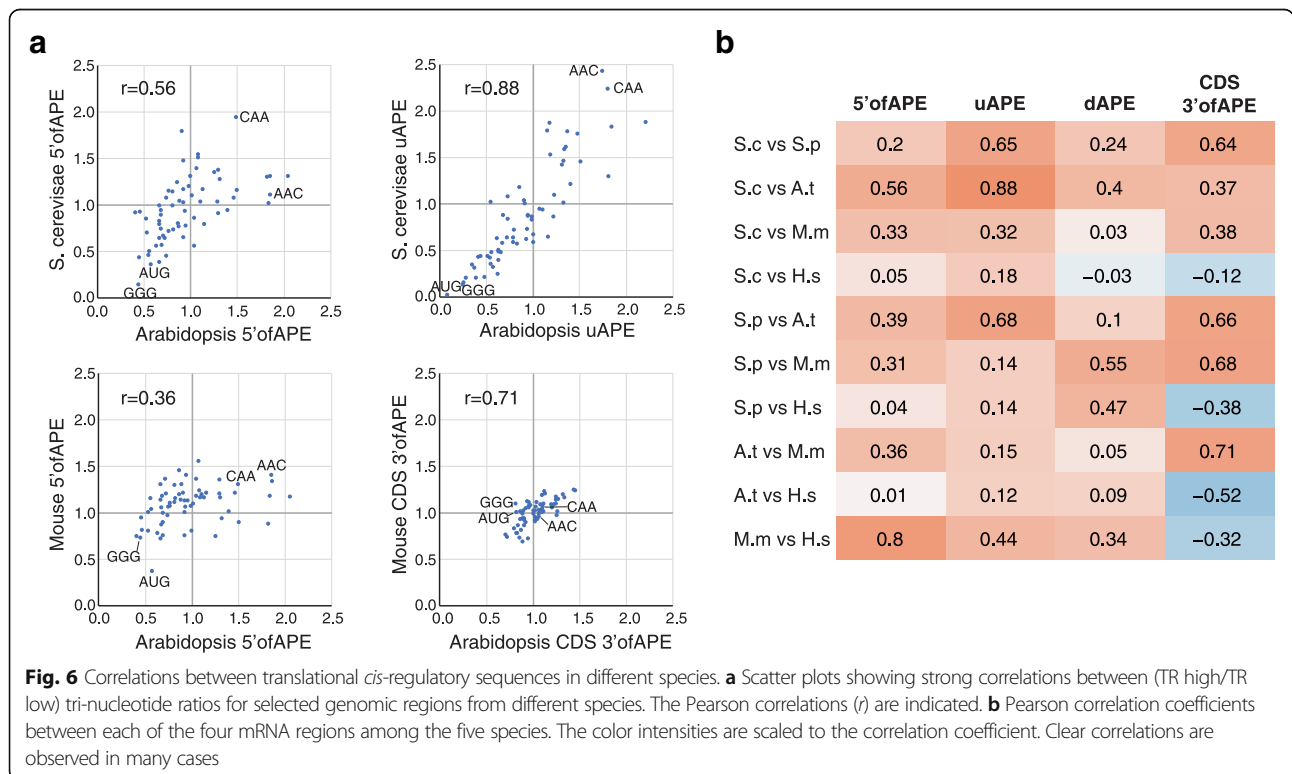 a
r=0.56
CAA
AAC
AUG
GGG
2.5
2.0
1.5
1.0
0.5
0.0
0.0 0.5 1.0 1.5 2.0 2.5
S. cerevisae 5'ofAPE
Arabidopsis 5'ofAPE
r=0.88
AAC
CAA
AUG GGG
2.5
2.0
1.5
1.0
0.5
0.0
0.0 0.5 1.0 1.5 2.0 2.5
S. cerevisae uAPE
Arabidopsis uAPE
r=0.36
AAC
CAA
GGG
AUG
2.5
2.0
1.5
1.0
0.5
0.0
0.0 0.5 1.0 1.5 2.0 2.5
Mouse 5'ofAPE
Arabidopsis 5'ofAPE
r=0.71
GGG
CAA
AUG
AAC
2.5
2.0
1.5
1.0
0.5
0.0
0.0 0.5 1.0 1.5 2.0 2.5
Mouse CDS 3'ofAPE
Arabidopsis CDS 3'ofAPE
b
5'ofAPE uAPE dAPE CDS 3'ofAPE
S.c vs S.p 0.2 0.65 0.24 0.64
S.c vs A.t 0.56 0.88 0.4 0.37
S.c vs M.m 0.33 0.32 0.03 0.38
S.c vs H.s 0.05 0.18 −0.03 −0.12
S.p vs A.t 0.39 0.68 0.1 0.66
S.p vs M.m 0.31 0.14 0.55 0.68
S.p vs H.s 0.04 0.14 0.47 −0.38
A.t vs M.m 0.36 0.15 0.05 0.71
A.t vs H.s 0.01 0.12 0.09 −0.52
M.m vs H.s 0.8 0.44 0.34 −0.32
Fig. 6 Correlations between translational cis-regulatory sequences in different species. a Scatter plots showing strong correlations between (TR high/TR
low) tri-nucleotide ratios for selected genomic regions from different species. The Pearson correlations (r) are indicated. b Pearson correlation coefficients
between each of the four mRNA regions among the five species. The color intensities are scaled to the correlation coefficient. Clear correlations are
observed in many cases